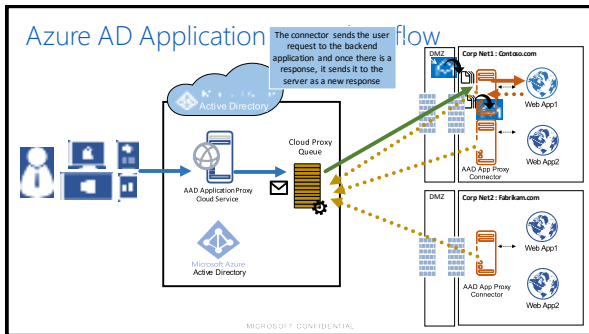 Azure AD Application
flow
The connector sends the user
request to the backend
application and once there is a
response, it sends it to the
server as a new response
Active Directory
Cloud Proxy
Queue
AAD Application Proxy
Cloud Service
Microsoft Azure
Active Directory
DMZ
Corp Net1 : Contoso.com
Web App1
Web App2
AAD App Proxy
Connector
DMZ
Corp Net2 : Fabrikam.com
Web App1
AAD App Proxy
Connector
Web App2
MICROSOFT CONFIDENTIAL